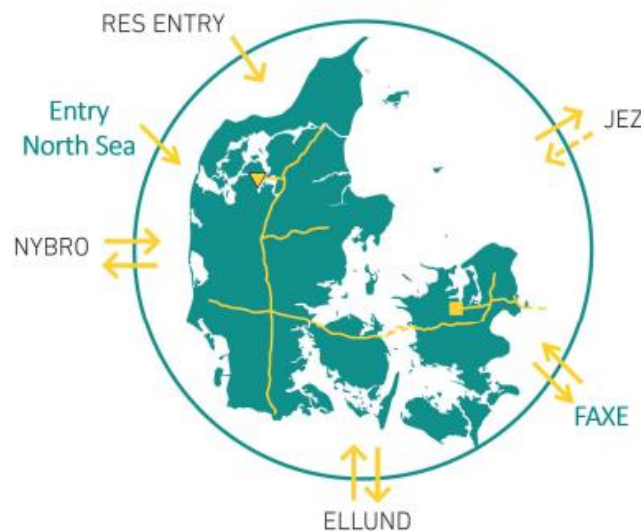 RES ENTRY
Entry
North Sea
JEZ
NYBRO
FAXE
ELLUND